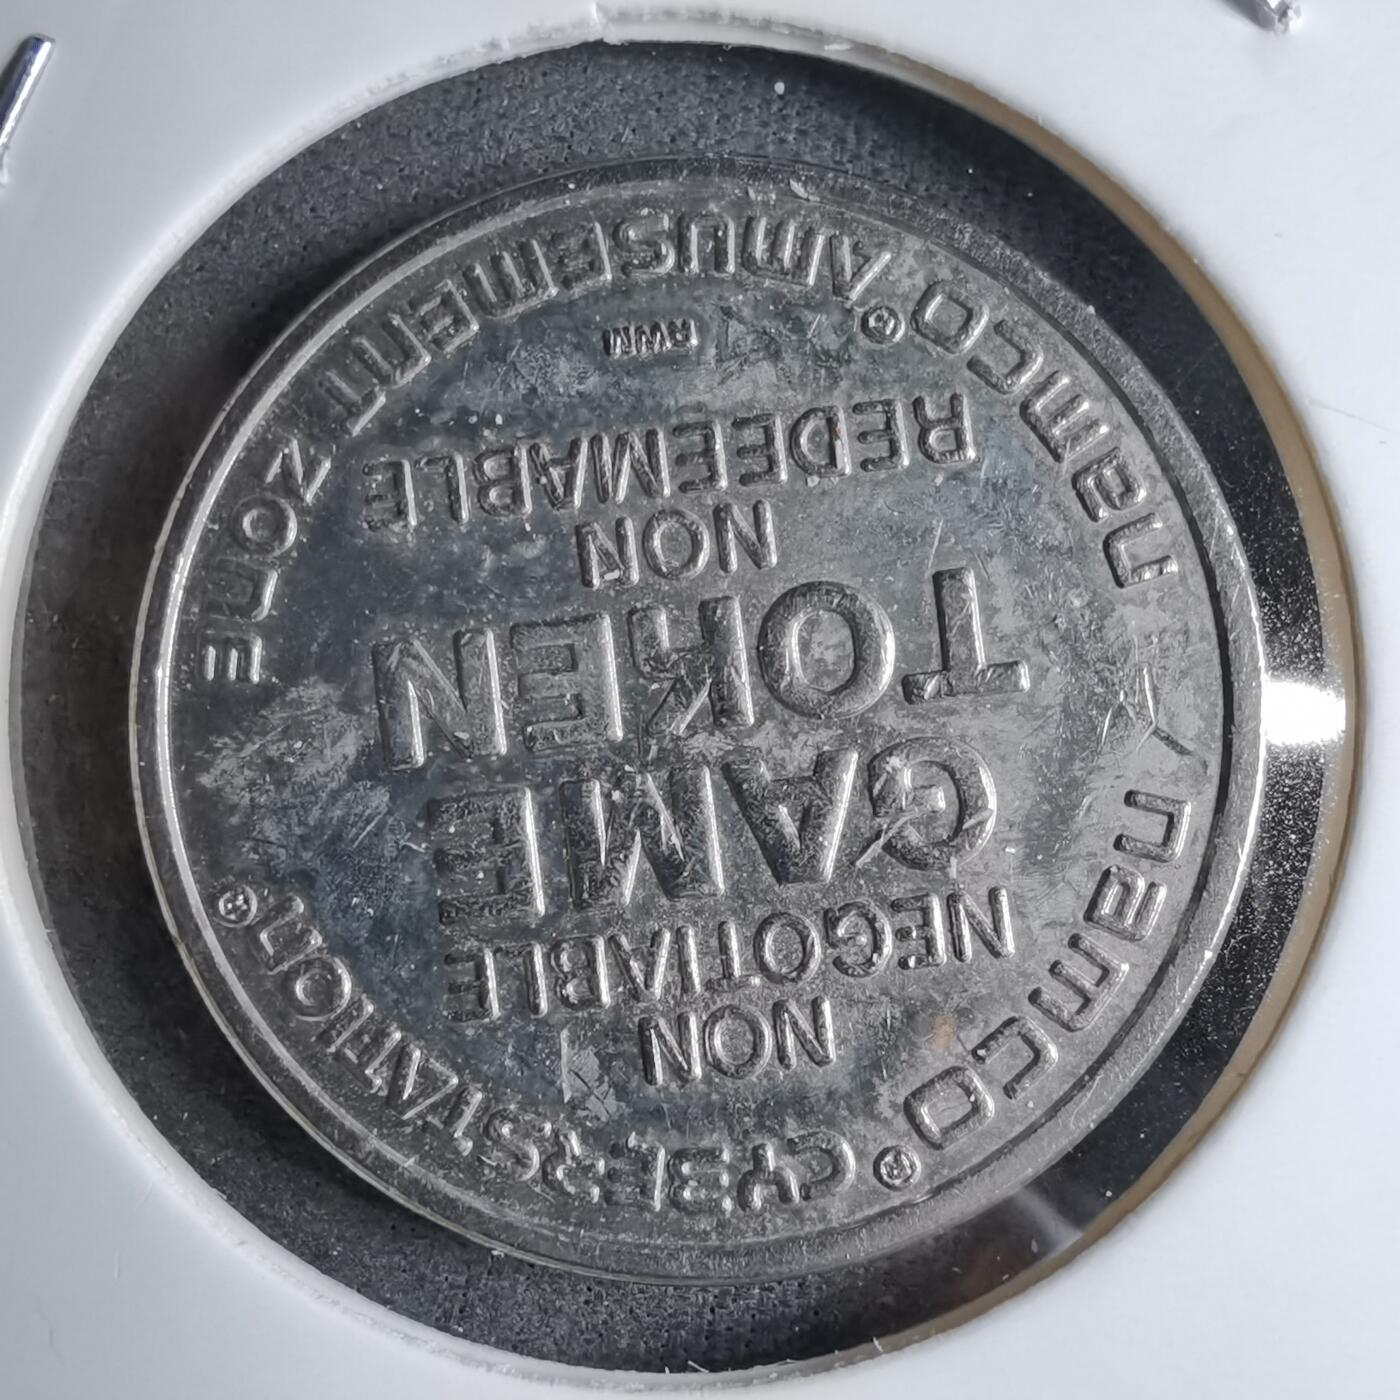 namco® CYBERSTATION®
NON
NEGOTIABLE
GAME
TOKEN
NON
REDEEMABLE
RWM
namco® AMUSEMENT ZONE